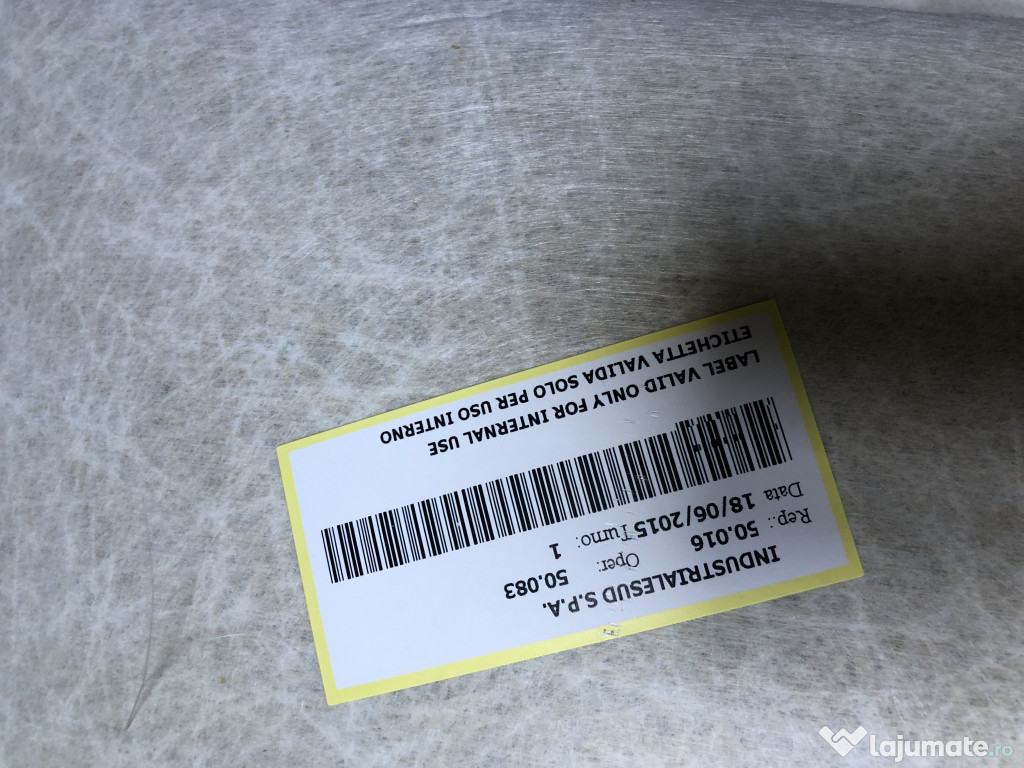 INDUSTRIALESUD S.P.A.
Rep.: 50.016 Oper: 50.083
Data 18/06/2015 Turno: 1
LABEL VALID ONLY FOR INTERNAL USE
ETICHETTA VALIDA SOLO PER USO INTERNO
lajumate.ro